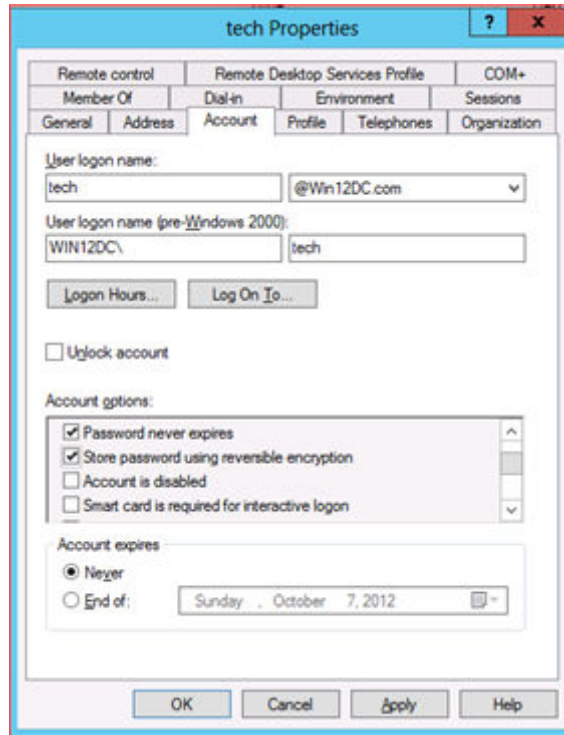 tech Properties
? x
Remote control Remote Desktop Services Profile COM+
Member Of Dial-in Environment Sessions
General Address Account Profile Telephones Organization
User logon name:
tech @Win12DC.com
User logon name (pre-Windows 2000):
WIN12DC\ tech
Logon Hours... Log On To...
Unlock account
Account options:
Password never expires
Store password using reversible encryption
Account is disabled
Smart card is required for interactive logon
Account expires
Never
End of: Sunday , October 7, 2012
OK Cancel Apply Help